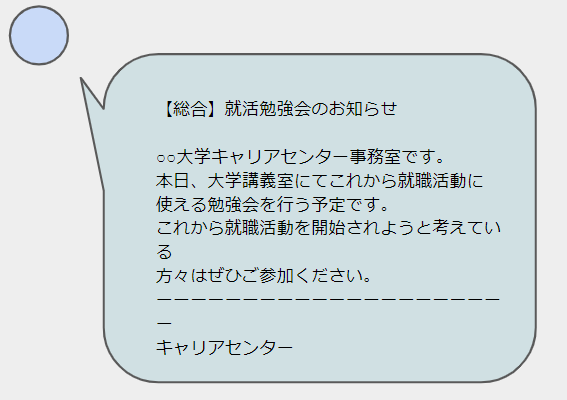 【総合】就活勉強会のお知らせ
○○大学キャリアセンター事務室です。
本日、大学講義室にてこれから就職活動に
使える勉強会を行う予定です。
これから就職活動を開始されようと考えてい
る
方々はぜひご参加ください。
ーーーーーーーーーーーーーーーーーーーー
ー
キャリアセンター